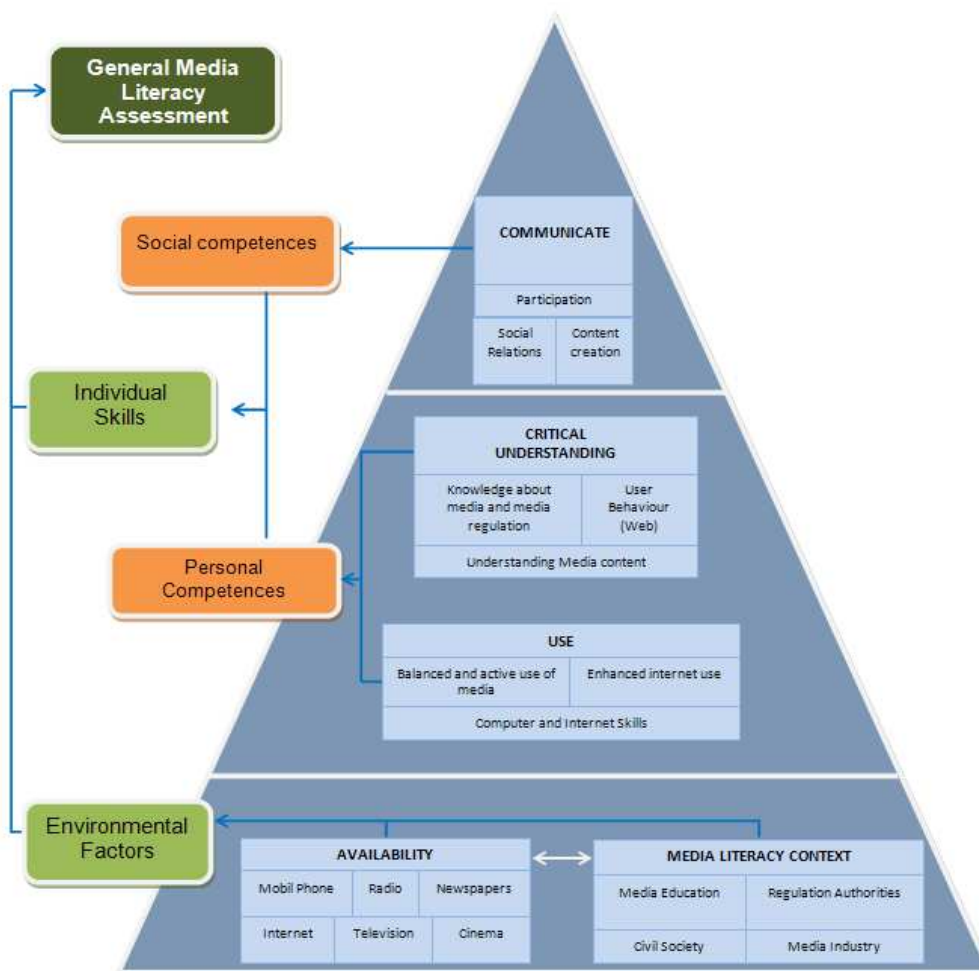 General Media
Literacy
Assessment
Social competences
COMMUNICATE
Participation
Social
Relations
Content
creation
Individual
Skills
CRITICAL
UNDERSTANDING
Knowledge about
media and media
regulation
User
Behaviour
(Web)
Understanding Media content
Personal
Competences
USE
Balanced and active use of
media
Enhanced internet use
Computer and Internet Skills
Environmental
Factors
AVAILABILITY
Mobil Phone
Radio
Newspapers
Internet
Television
Cinema
MEDIA LITERACY CONTEXT
Media Education
Regulation Authorities
Civil Society
Media Industry